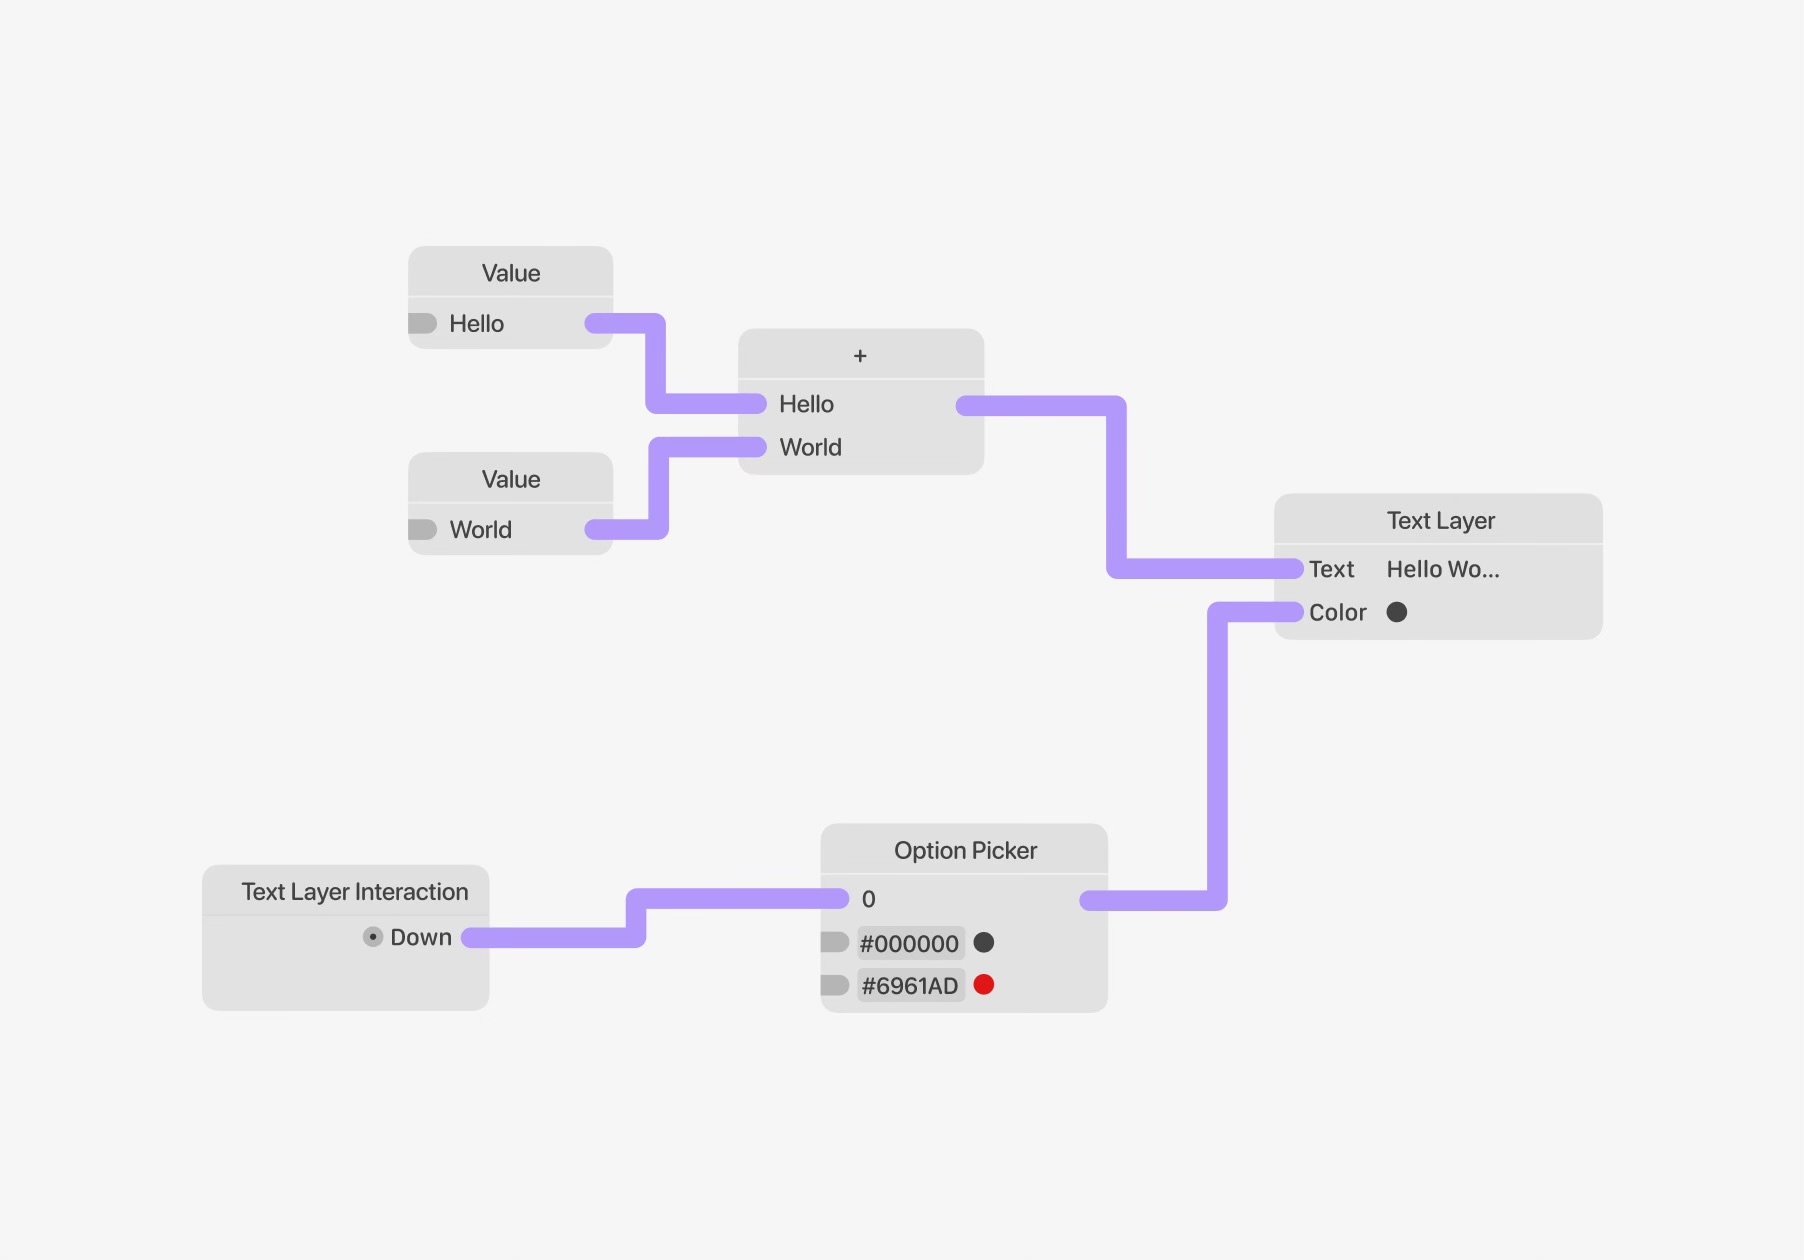 Value
Hello
+
Hello
World
Value
World
Text Layer
Text Hello Wo...
Color
Option Picker
0
#000000
#6961AD
Text Layer Interaction
Down